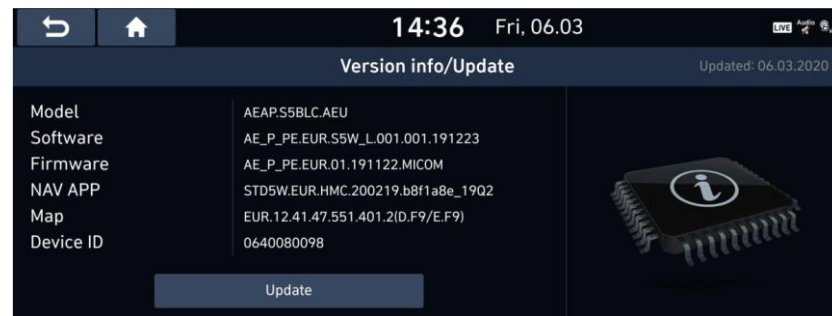 14:36 Fri, 06.03 LIVE Audio
Version info/Update Updated: 06.03.2020
Model AEAP.S5BLC.AEU
Software AE_P_PE.EUR.S5W_L.001.001.191223
Firmware AE_P_PE.EUR.01.191122.MICOM
NAV APP STD5W.EUR.HMC.200219.b8f1a8e_19Q2
Map EUR.12.41.47.551.401.2(D.F9/E.F9)
Device ID 0640080098
Update